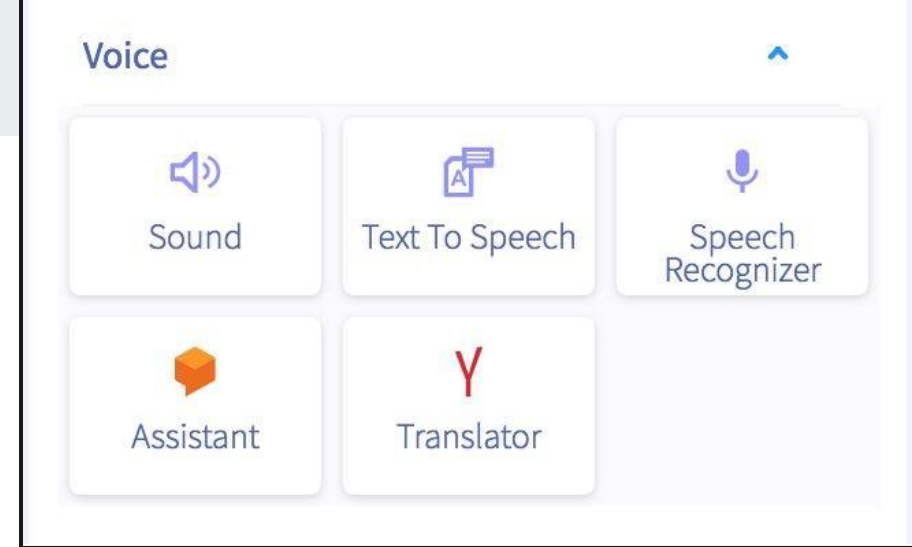 Voice
Sound
Text To Speech
Speech
Recognizer
Assistant
Translator